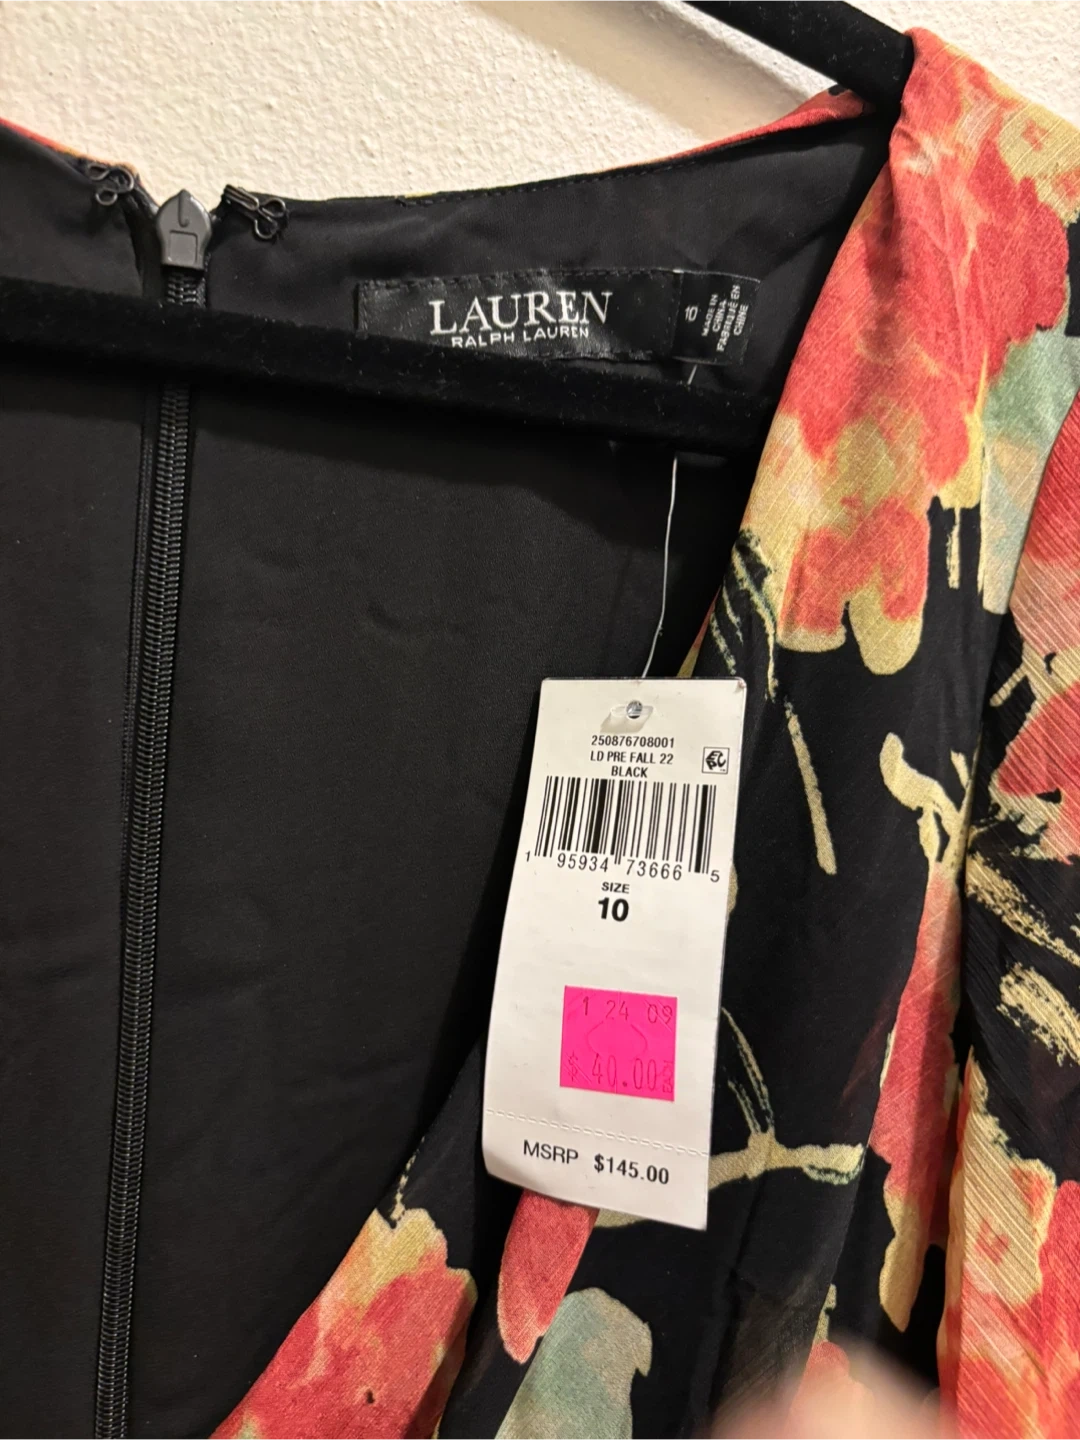 LAUREN
RALPH LAUREN
10
MADE IN
CHINA
FABRIQUÉ EN
CHINE
250876708001
LD PRE FALL 22
BLACK
1 95934 73666 5
SIZE
10
1 24 09
$ 40.00 EACH
MSRP $145.00